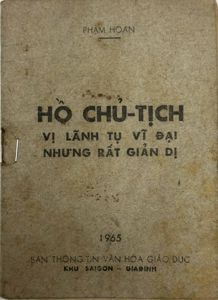 PHẠM HOÀN
HỒ CHỦ-TỊCH
VỊ LÃNH TỤ VĨ ĐẠI
NHƯNG RẤT GIẢN DỊ
1965
BAN THÔNG TIN VĂN HÓA GIÁO DỤC
KHU SAIGON - GIAĐỊNH